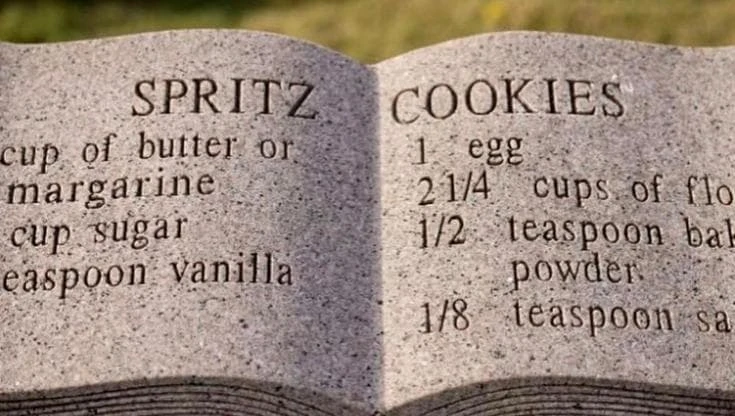 SPRITZ COOKIES
cup of butter or
margarine
cup sugar
easpoon vanilla
1 egg
2 1/4 cups of flo
1/2 teaspoon bak
powder
1/8 teaspoon sa